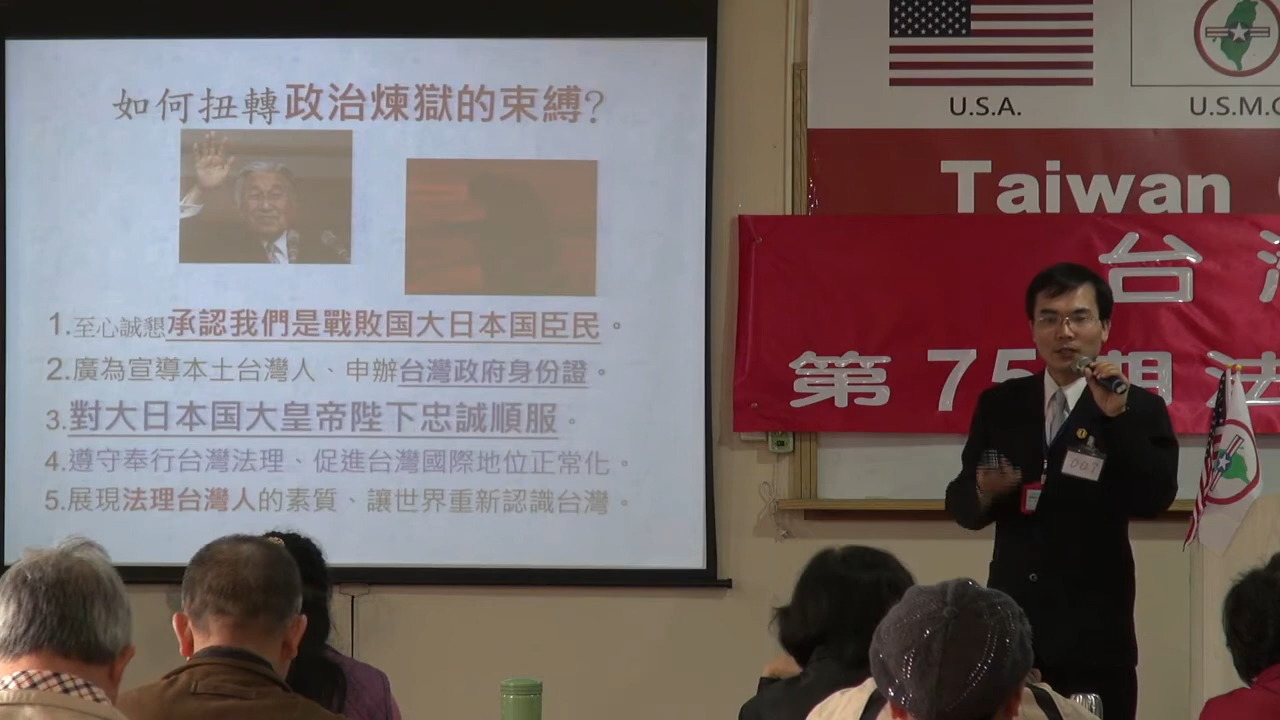 如何扭轉政治煉獄的束縛?
1.至心誠懇承認我們是戰敗国大日本国臣民。
2.廣為宣導本土台灣人、申辦台灣政府身份證。
3.對大日本国大皇帝陛下忠誠順服。
4.遵守奉行台灣法理、促進台灣國際地位正常化。
5.展現法理台灣人的素質、讓世界重新認識台灣。
U.S.A.
U.S.M.G
Taiwan
台灣
第75期法
007